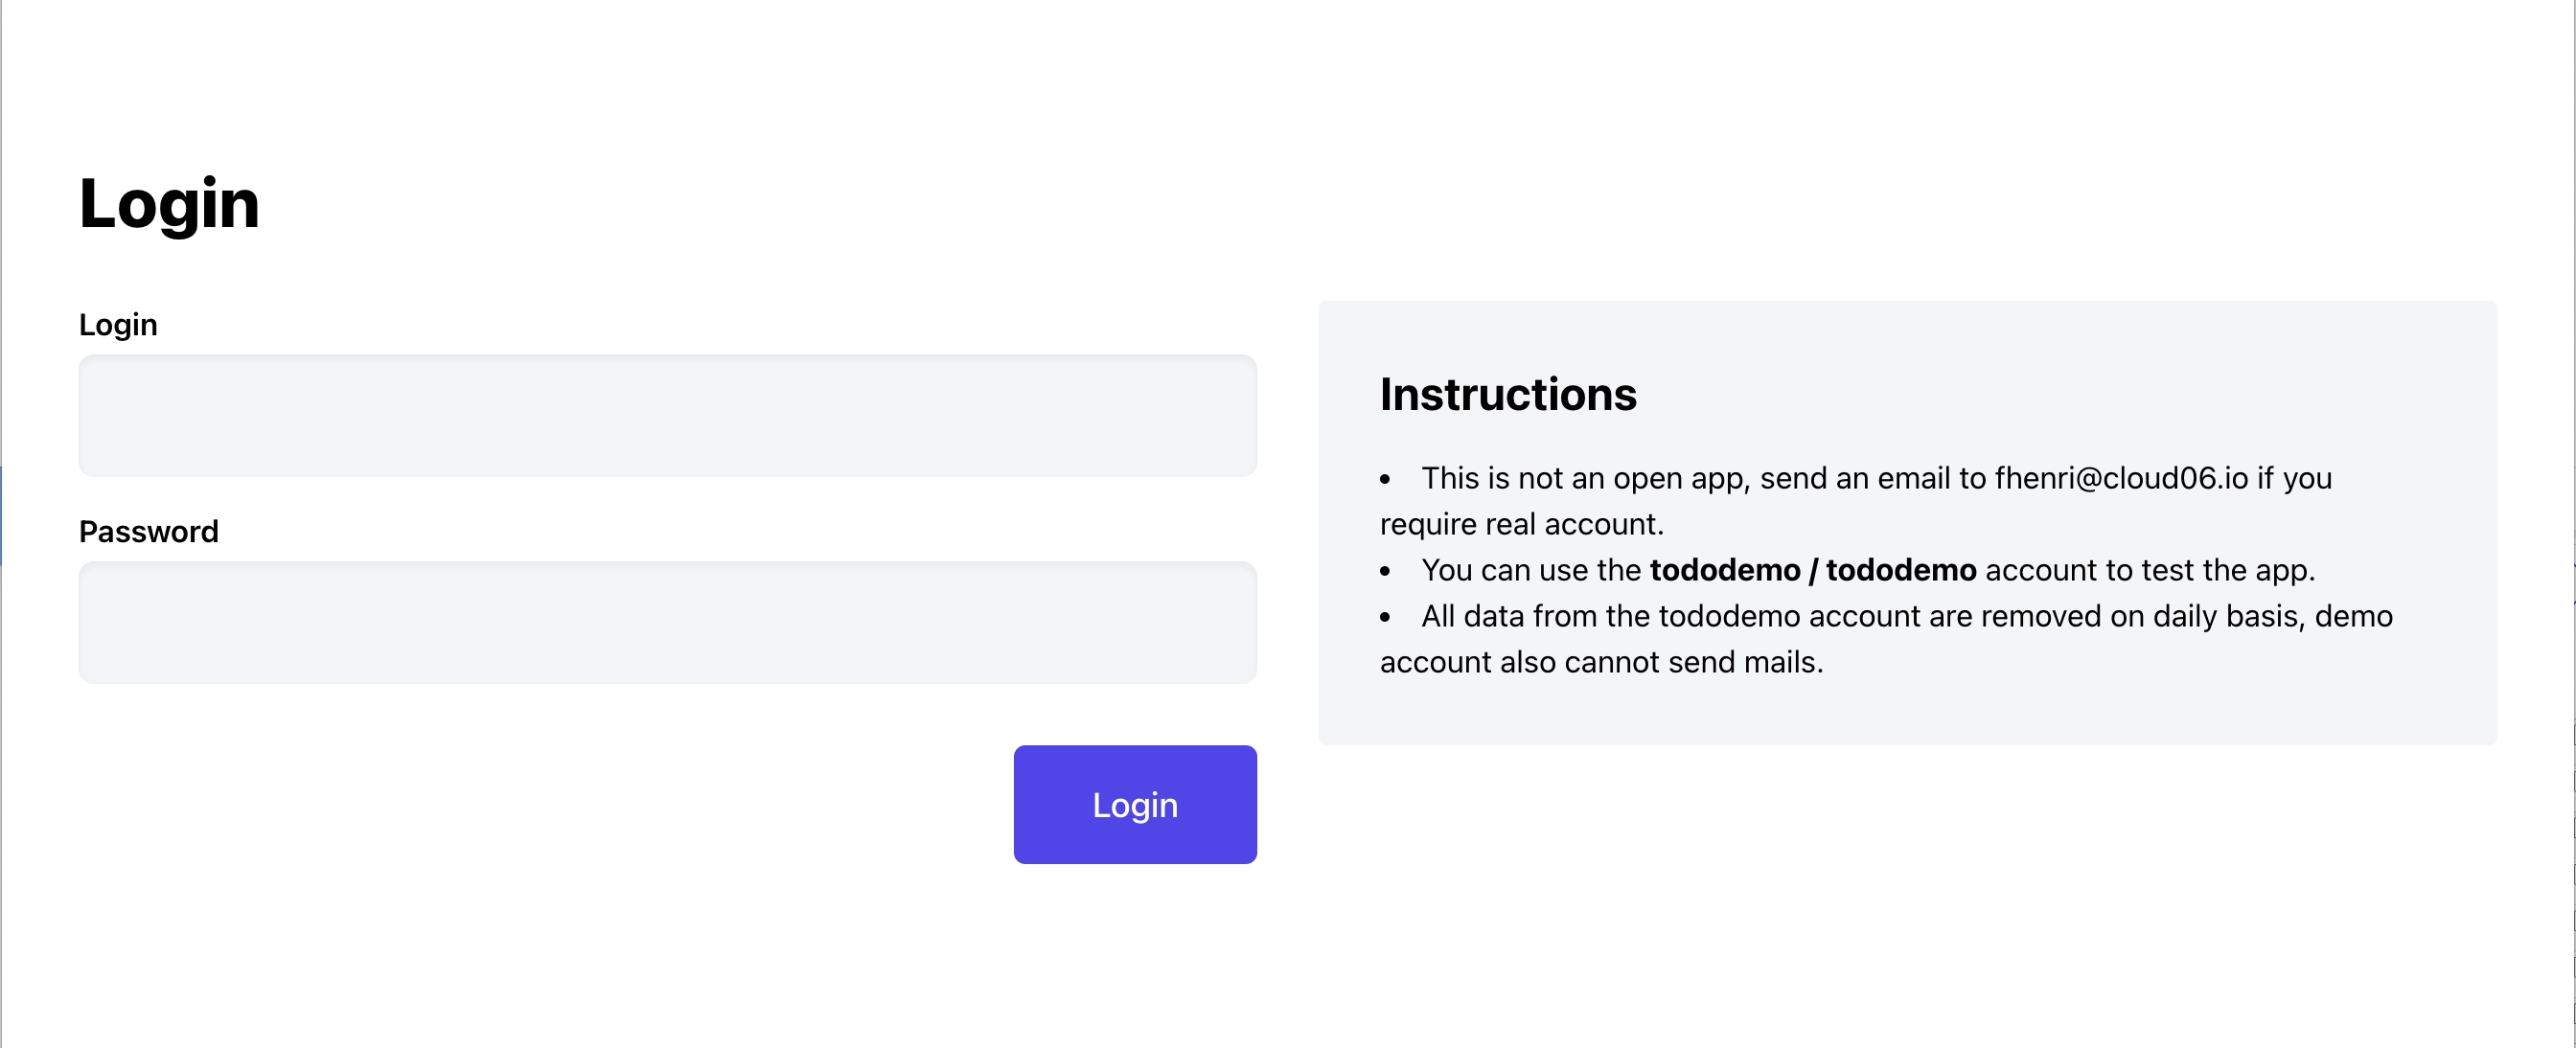 Login
Login
Password
Login
Instructions
• This is not an open app, send an email to fhenri@cloud06.io if you
require real account.
• You can use the tododemo / tododemo account to test the app.
• All data from the tododemo account are removed on daily basis, demo
account also cannot send mails.